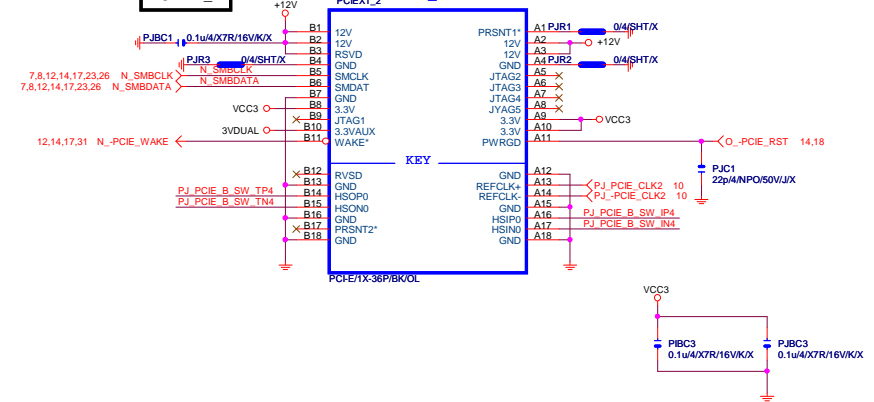 PCIEX1_2
+12V
B1 12V PRSNT1* A1 PJR1 0/4/SHT/X
PJBC1 0.1u/4/X7R/16V/K/X B2 12V 12V A2 +12V
B3 RSVD 12V A3
PJR3 0/4/SHT/X B4 GND GND A4 PJR2 0/4/SHT/X
7,8,12,14,17,23,26 N_SMBCLK N_SMBCLK B5 SMCLK JTAG2 A5
7,8,12,14,17,23,26 N_SMBDATA N_SMBDATA B6 SMDAT JTAG3 A6
B7 GND JTAG4 A7
VCC3 B8 3.3V JYAG5 A8
B9 JTAG1 3.3V A9 VCC3
3VDUAL B10 3.3VAUX 3.3V A10
12,14,17,31 N_-PCIE_WAKE B11 WAKE* PWRGD A11 O_-PCIE_RST 14,18
KEY
PJC1
22p/4/NPO/50V/J/X
B12 RVSD GND A12
B13 GND REFCLK+ A13 PJ_PCIE_CLK2 10
PJ_PCIE_B_SW_TP4 B14 HSOP0 REFCLK- A14 PJ_-PCIE_CLK2 10
PJ_PCIE_B_SW_TN4 B15 HSON0 GND A15
B16 GND HSIP0 A16 PJ_PCIE_B_SW_IP4
B17 PRSNT2* HSIN0 A17 PJ_PCIE_B_SW_IN4
B18 GND GND A18
PCI-E/1X-36P/BK/OL
VCC3
PIBC3 PJBC3
0.1u/4/X7R/16V/K/X 0.1u/4/X7R/16V/K/X